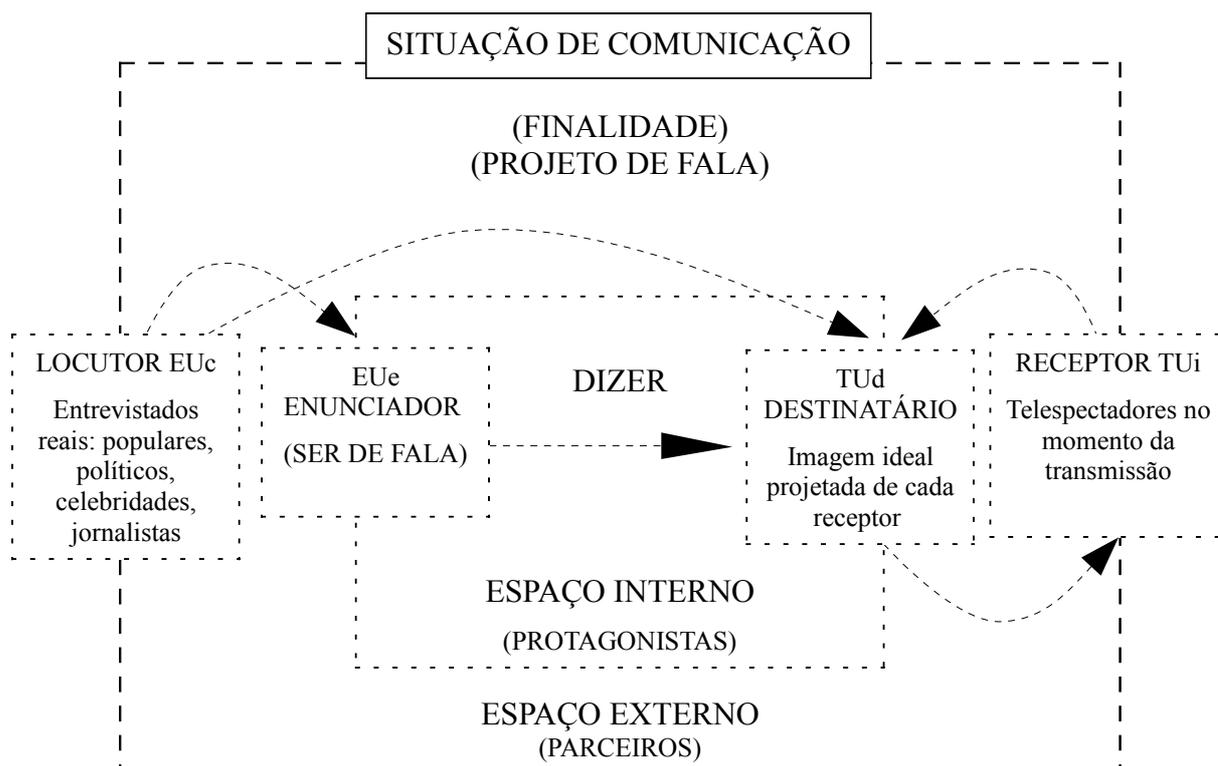 SITUAÇÃO DE COMUNICAÇÃO
(FINALIDADE)
(PROJETO DE FALA)
LOCUTOR EUc
Entrevistados
reais: populares,
políticos,
celebridades,
jornalistas
EUe
ENUNCIADOR
(SER DE FALA)
DIZER
TUd
DESTINATÁRIO
Imagem ideal
projetada de cada
receptor
RECEPTOR TUi
Telespectadores no
momento da
transmissão
ESPAÇO INTERNO
(PROTAGONISTAS)
ESPAÇO EXTERNO
(PARCEIROS)